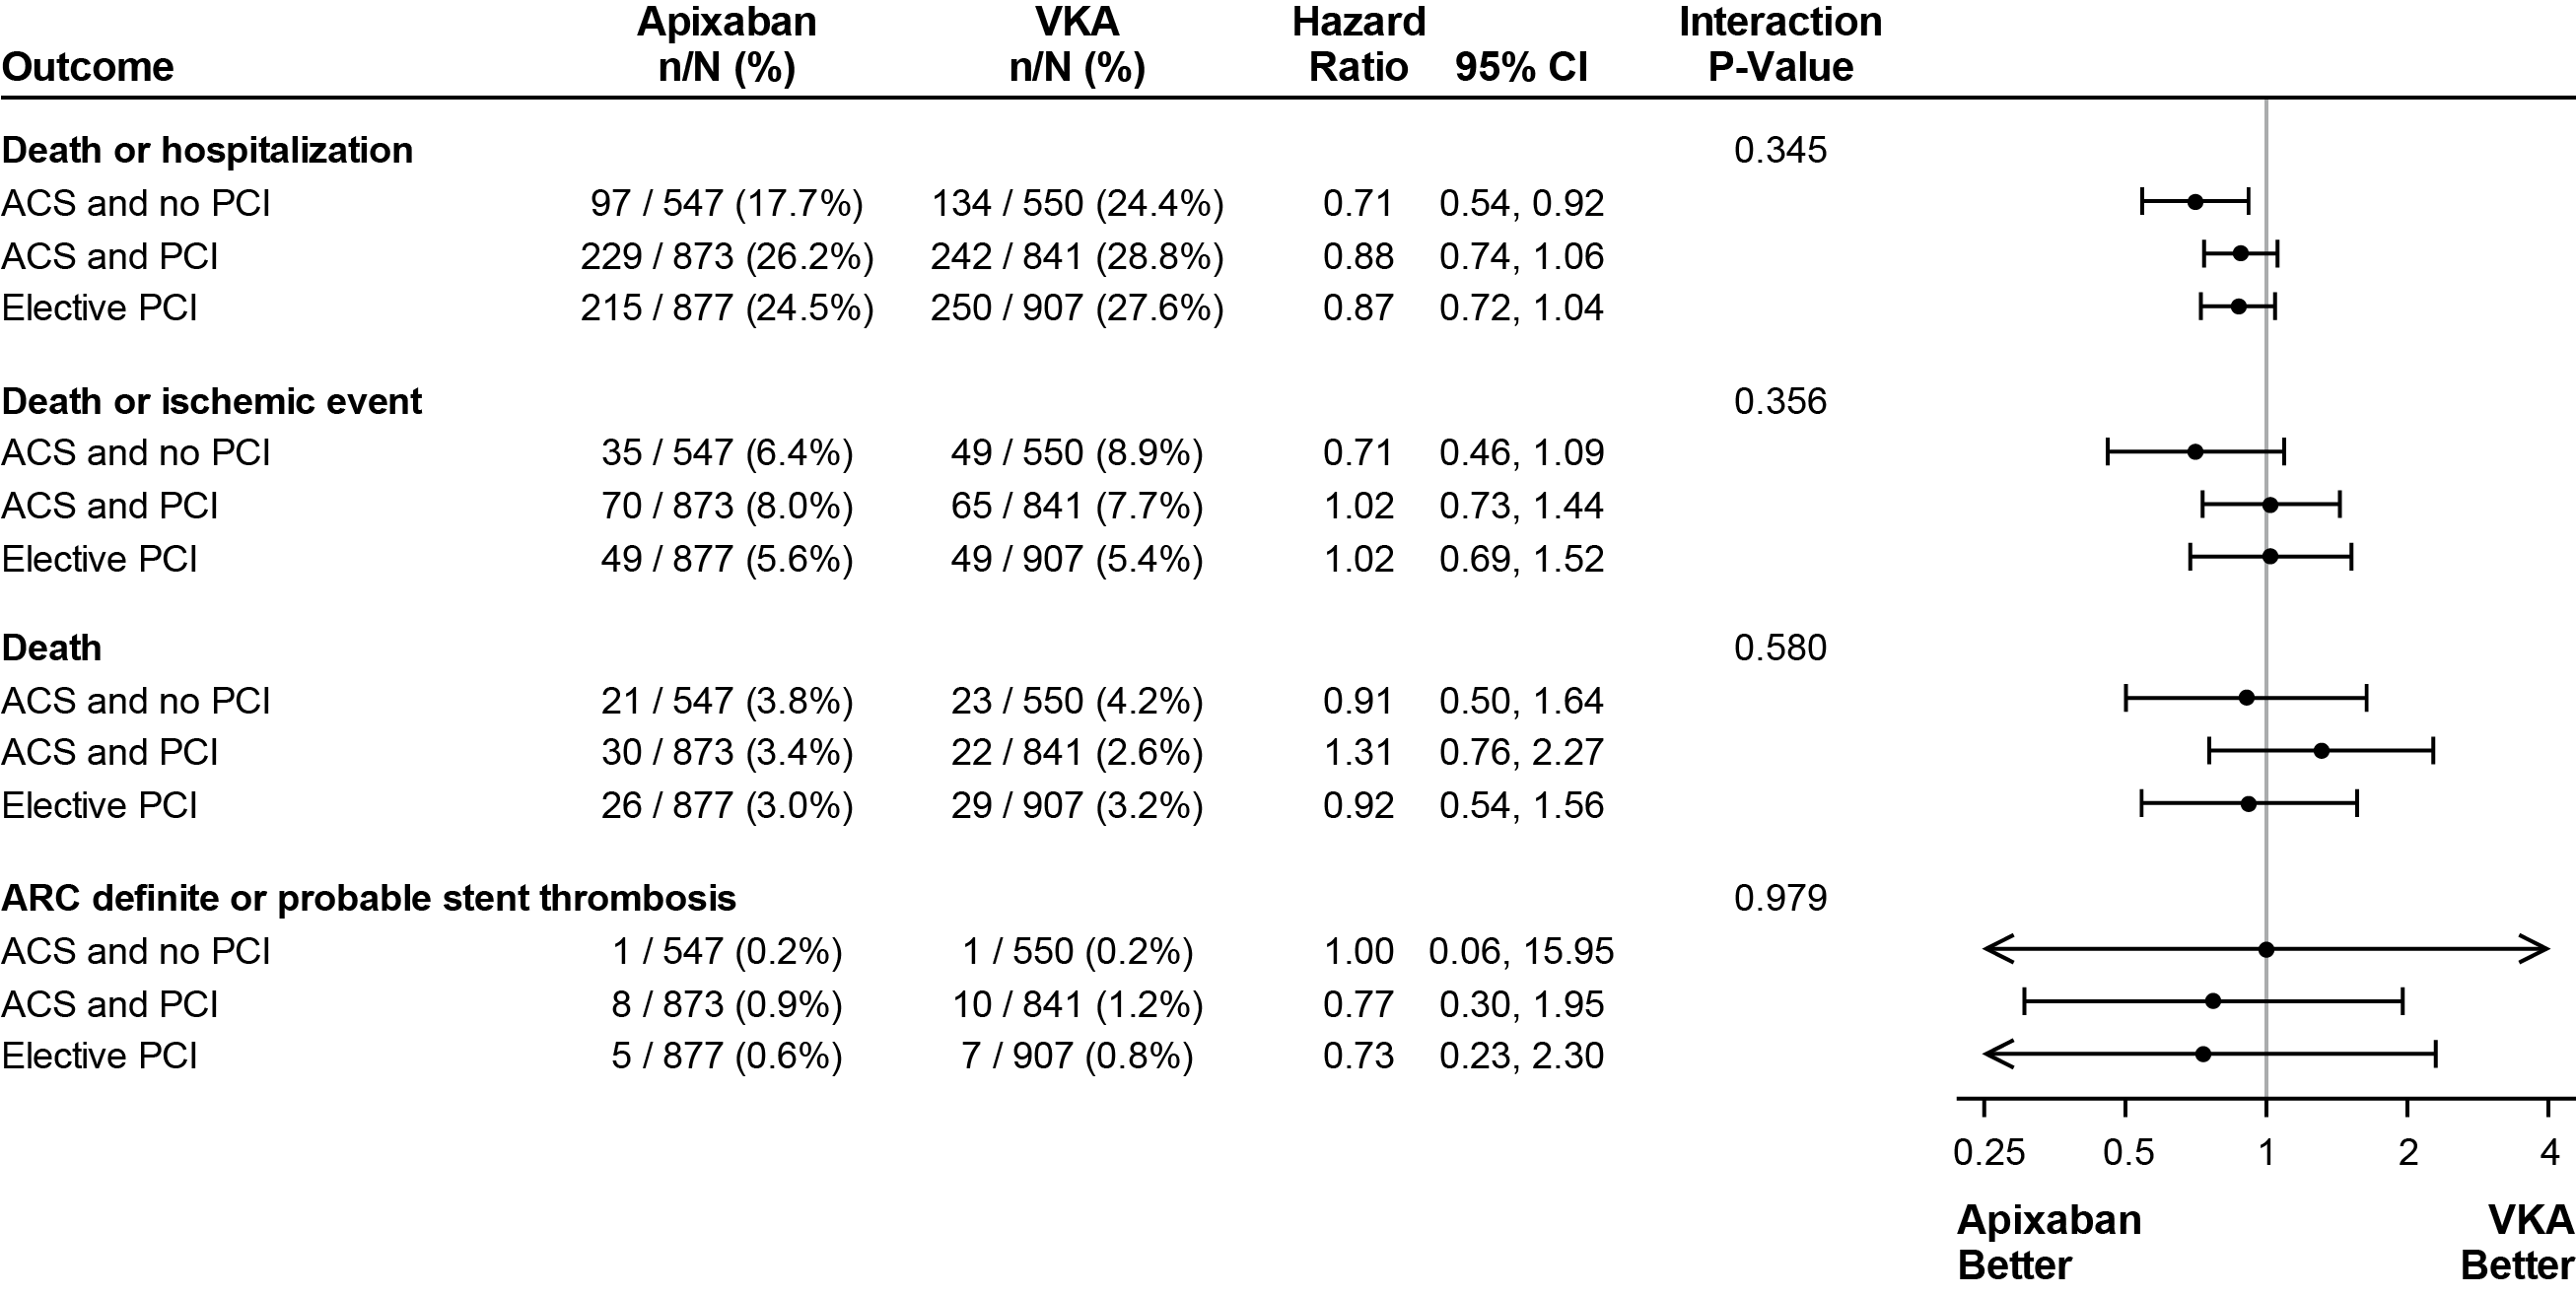 Apixaban VKA Hazard Interaction
Outcome n/N (%) n/N (%) Ratio 95% CI P-Value
Death or hospitalization 0.345
ACS and no PCI 97 / 547 (17.7%) 134 / 550 (24.4%) 0.71 0.54, 0.92
ACS and PCI 229 / 873 (26.2%) 242 / 841 (28.8%) 0.88 0.74, 1.06
Elective PCI 215 / 877 (24.5%) 250 / 907 (27.6%) 0.87 0.72, 1.04
Death or ischemic event 0.356
ACS and no PCI 35 / 547 (6.4%) 49 / 550 (8.9%) 0.71 0.46, 1.09
ACS and PCI 70 / 873 (8.0%) 65 / 841 (7.7%) 1.02 0.73, 1.44
Elective PCI 49 / 877 (5.6%) 49 / 907 (5.4%) 1.02 0.69, 1.52
Death 0.580
ACS and no PCI 21 / 547 (3.8%) 23 / 550 (4.2%) 0.91 0.50, 1.64
ACS and PCI 30 / 873 (3.4%) 22 / 841 (2.6%) 1.31 0.76, 2.27
Elective PCI 26 / 877 (3.0%) 29 / 907 (3.2%) 0.92 0.54, 1.56
ARC definite or probable stent thrombosis 0.979
ACS and no PCI 1 / 547 (0.2%) 1 / 550 (0.2%) 1.00 0.06, 15.95
ACS and PCI 8 / 873 (0.9%) 10 / 841 (1.2%) 0.77 0.30, 1.95
Elective PCI 5 / 877 (0.6%) 7 / 907 (0.8%) 0.73 0.23, 2.30
0.25 0.5 1 2 4
Apixaban VKA
Better Better